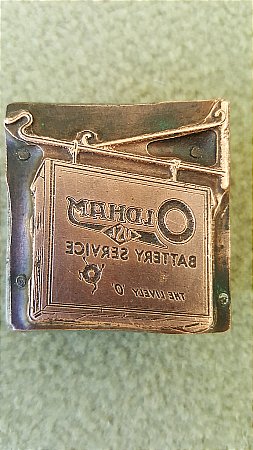 OLDHAM
BATTERY SERVICE
THE LIVELY 'O'